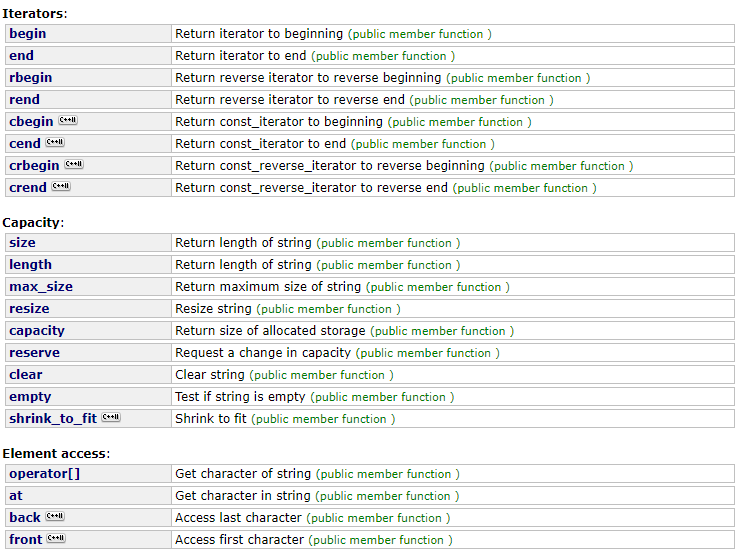 Iterators:
begin Return iterator to beginning (public member function )
end Return iterator to end (public member function )
rbegin Return reverse iterator to reverse beginning (public member function )
rend Return reverse iterator to reverse end (public member function )
cbegin C++11 Return const_iterator to beginning (public member function )
cend C++11 Return const_iterator to end (public member function )
crbegin C++11 Return const_reverse_iterator to reverse beginning (public member function )
crend C++11 Return const_reverse_iterator to reverse end (public member function )
Capacity:
size Return length of string (public member function )
length Return length of string (public member function )
max_size Return maximum size of string (public member function )
resize Resize string (public member function )
capacity Return size of allocated storage (public member function )
reserve Request a change in capacity (public member function )
clear Clear string (public member function )
empty Test if string is empty (public member function )
shrink_to_fit C++11 Shrink to fit (public member function )
Element access:
operator[] Get character of string (public member function )
at Get character in string (public member function )
back C++11 Access last character (public member function )
front C++11 Access first character (public member function )